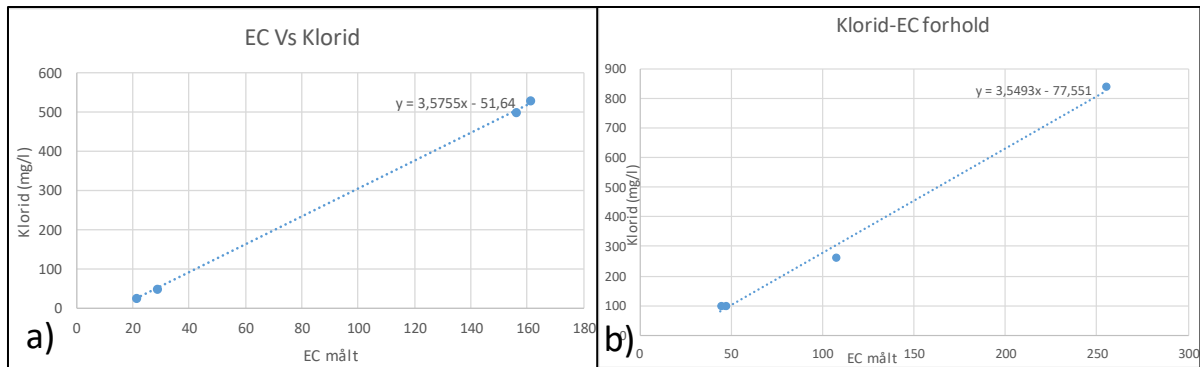 EC Vs Klorid
600
500
400
300
200
100
0
Klorid (mg/l)
y = 3,5755x - 51,64
0 20 40 60 80 100 120 140 160 180
EC målt
a)
Klorid-EC forhold
900
800
700
600
500
400
300
200
100
0
Klorid (mg/l)
y = 3,5493x - 77,551
0 50 100 150 200 250 300
EC målt
b)